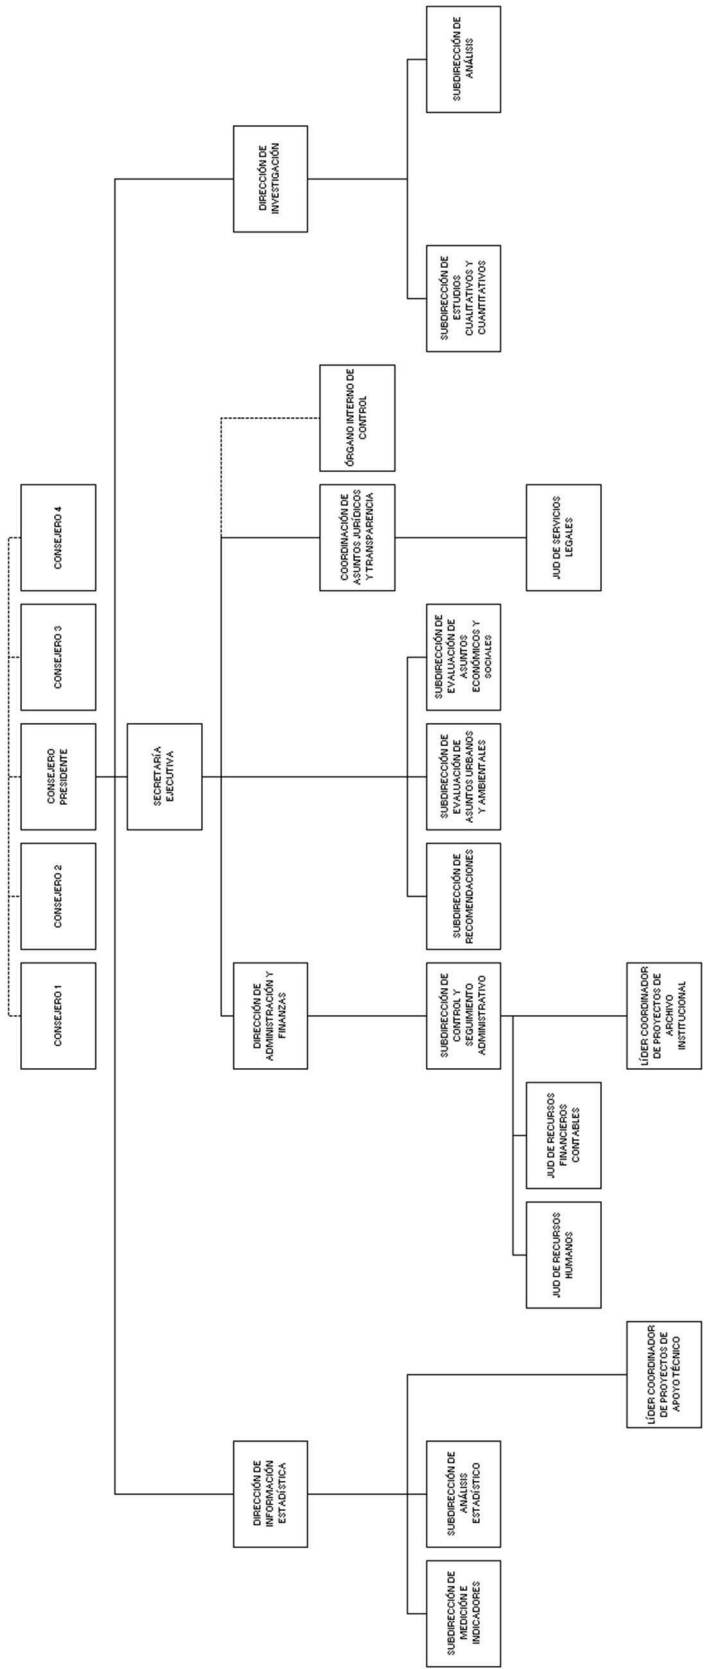 CONSEJERO 1
CONSEJERO 2
CONSEJERO
PRESIDENTE
CONSEJERO 3
CONSEJERO 4
SECRETARÍA
EJECUTIVA
DIRECCIÓN DE
INFORMACIÓN
ESTADÍSTICA
DIRECCIÓN DE
ADMINISTRACIÓN Y
FINANZAS
DIRECCIÓN DE
INVESTIGACIÓN
COORDINACIÓN DE
ASUNTOS JURÍDICOS
Y TRANSPARENCIA
ÓRGANO INTERNO DE
CONTROL
SUBDIRECCIÓN DE
MEDICIÓN E
INDICADORES
SUBDIRECCIÓN DE
ANÁLISIS
ESTADÍSTICO
SUBDIRECCIÓN DE
CONTROL Y
SEGUIMIENTO
ADMINISTRATIVO
SUBDIRECCIÓN DE
RECOMENDACIONES
SUBDIRECCIÓN DE
EVALUACIÓN DE
ASUNTOS URBANOS
Y AMBIENTALES
SUBDIRECCIÓN DE
EVALUACIÓN DE
ASUNTOS
ECONÓMICOS Y
SOCIALES
SUBDIRECCIÓN DE
ESTUDIOS
CUALITATIVOS Y
CUANTITATIVOS
SUBDIRECCIÓN DE
ANÁLISIS
JUD DE RECURSOS
HUMANOS
JUD DE RECURSOS
FINANCIEROS
CONTABLES
JUD DE SERVICIOS
LEGALES
LÍDER COORDINADOR
DE PROYECTOS DE
APOYO TÉCNICO
LÍDER COORDINADOR
DE PROYECTOS DE
ARCHIVO
INSTITUCIONAL